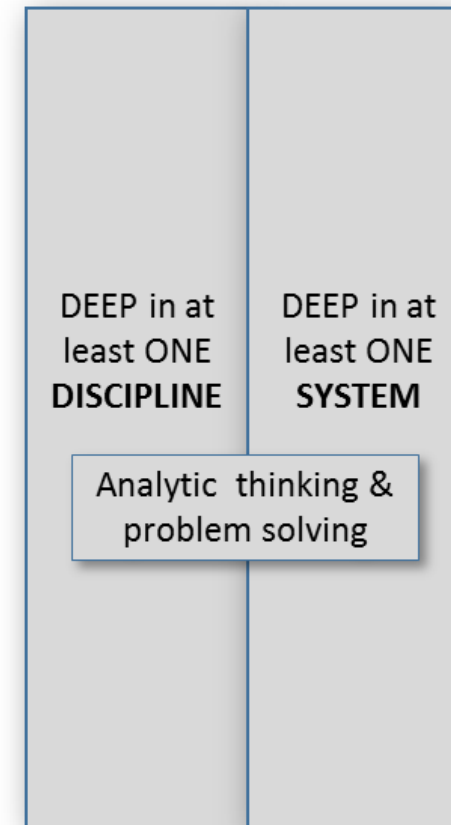 DEEP in at
least ONE
DISCIPLINE
DEEP in at
least ONE
SYSTEM
Analytic thinking &
problem solving